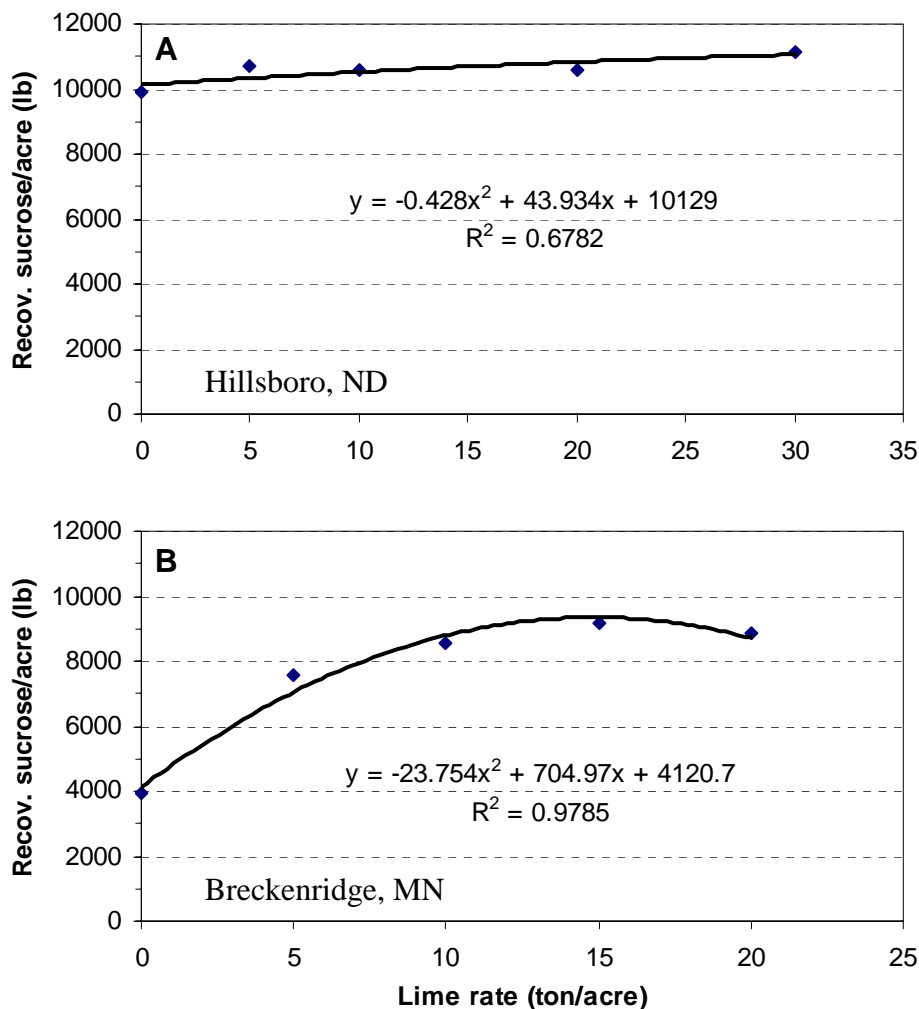 A
12000
10000
8000
6000
4000
2000
0
Recov. sucrose/acre (lb)
y = -0.428x² + 43.934x + 10129
R² = 0.6782
Hillsboro, ND
0 5 10 15 20 25 30 35
B
12000
10000
8000
6000
4000
2000
0
Recov. sucrose/acre (lb)
y = -23.754x² + 704.97x + 4120.7
R² = 0.9785
Breckenridge, MN
0 5 10 15 20 25
Lime rate (ton/acre)